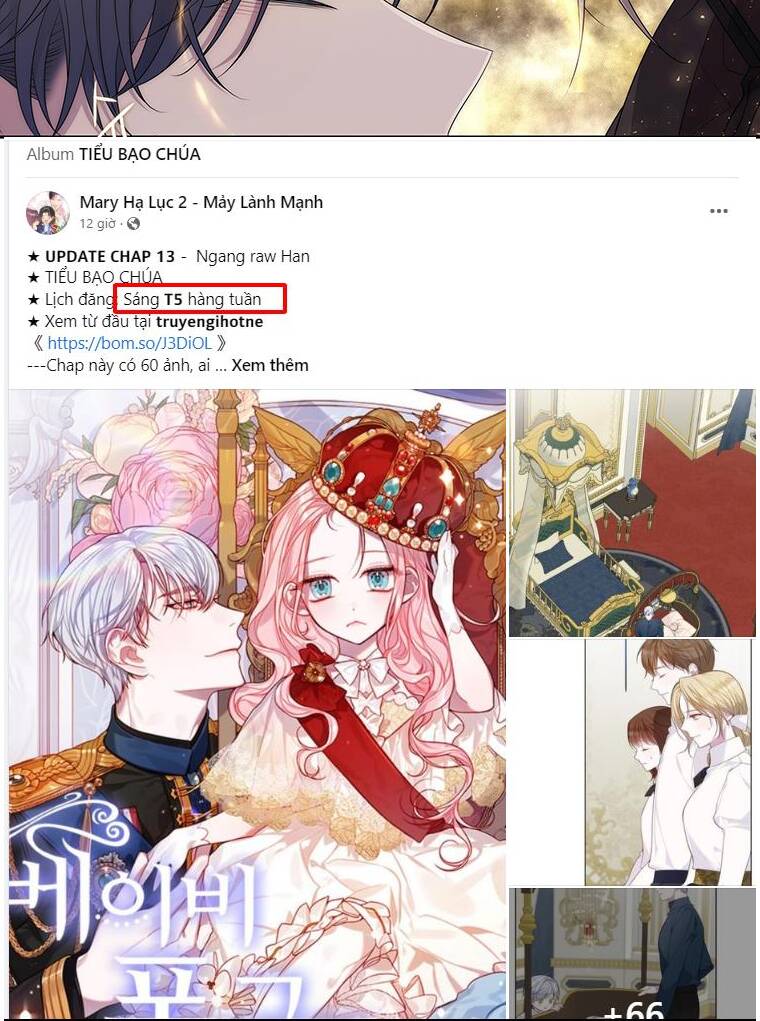 Album TIỂU BẠO CHÚA
Mary Hạ Lục 2 - Mảy Lành Mạnh
12 giờ ·
★ UPDATE CHAP 13 - Ngang raw Han
★ TIỂU BẠO CHÚA
★ Lịch đăng: Sáng T5 hàng tuần
★ Xem từ đầu tại truyengihotne
《 https://bom.so/J3DiOL 》
---Chap này có 60 ảnh, ai ... Xem thêm
베이비
+66